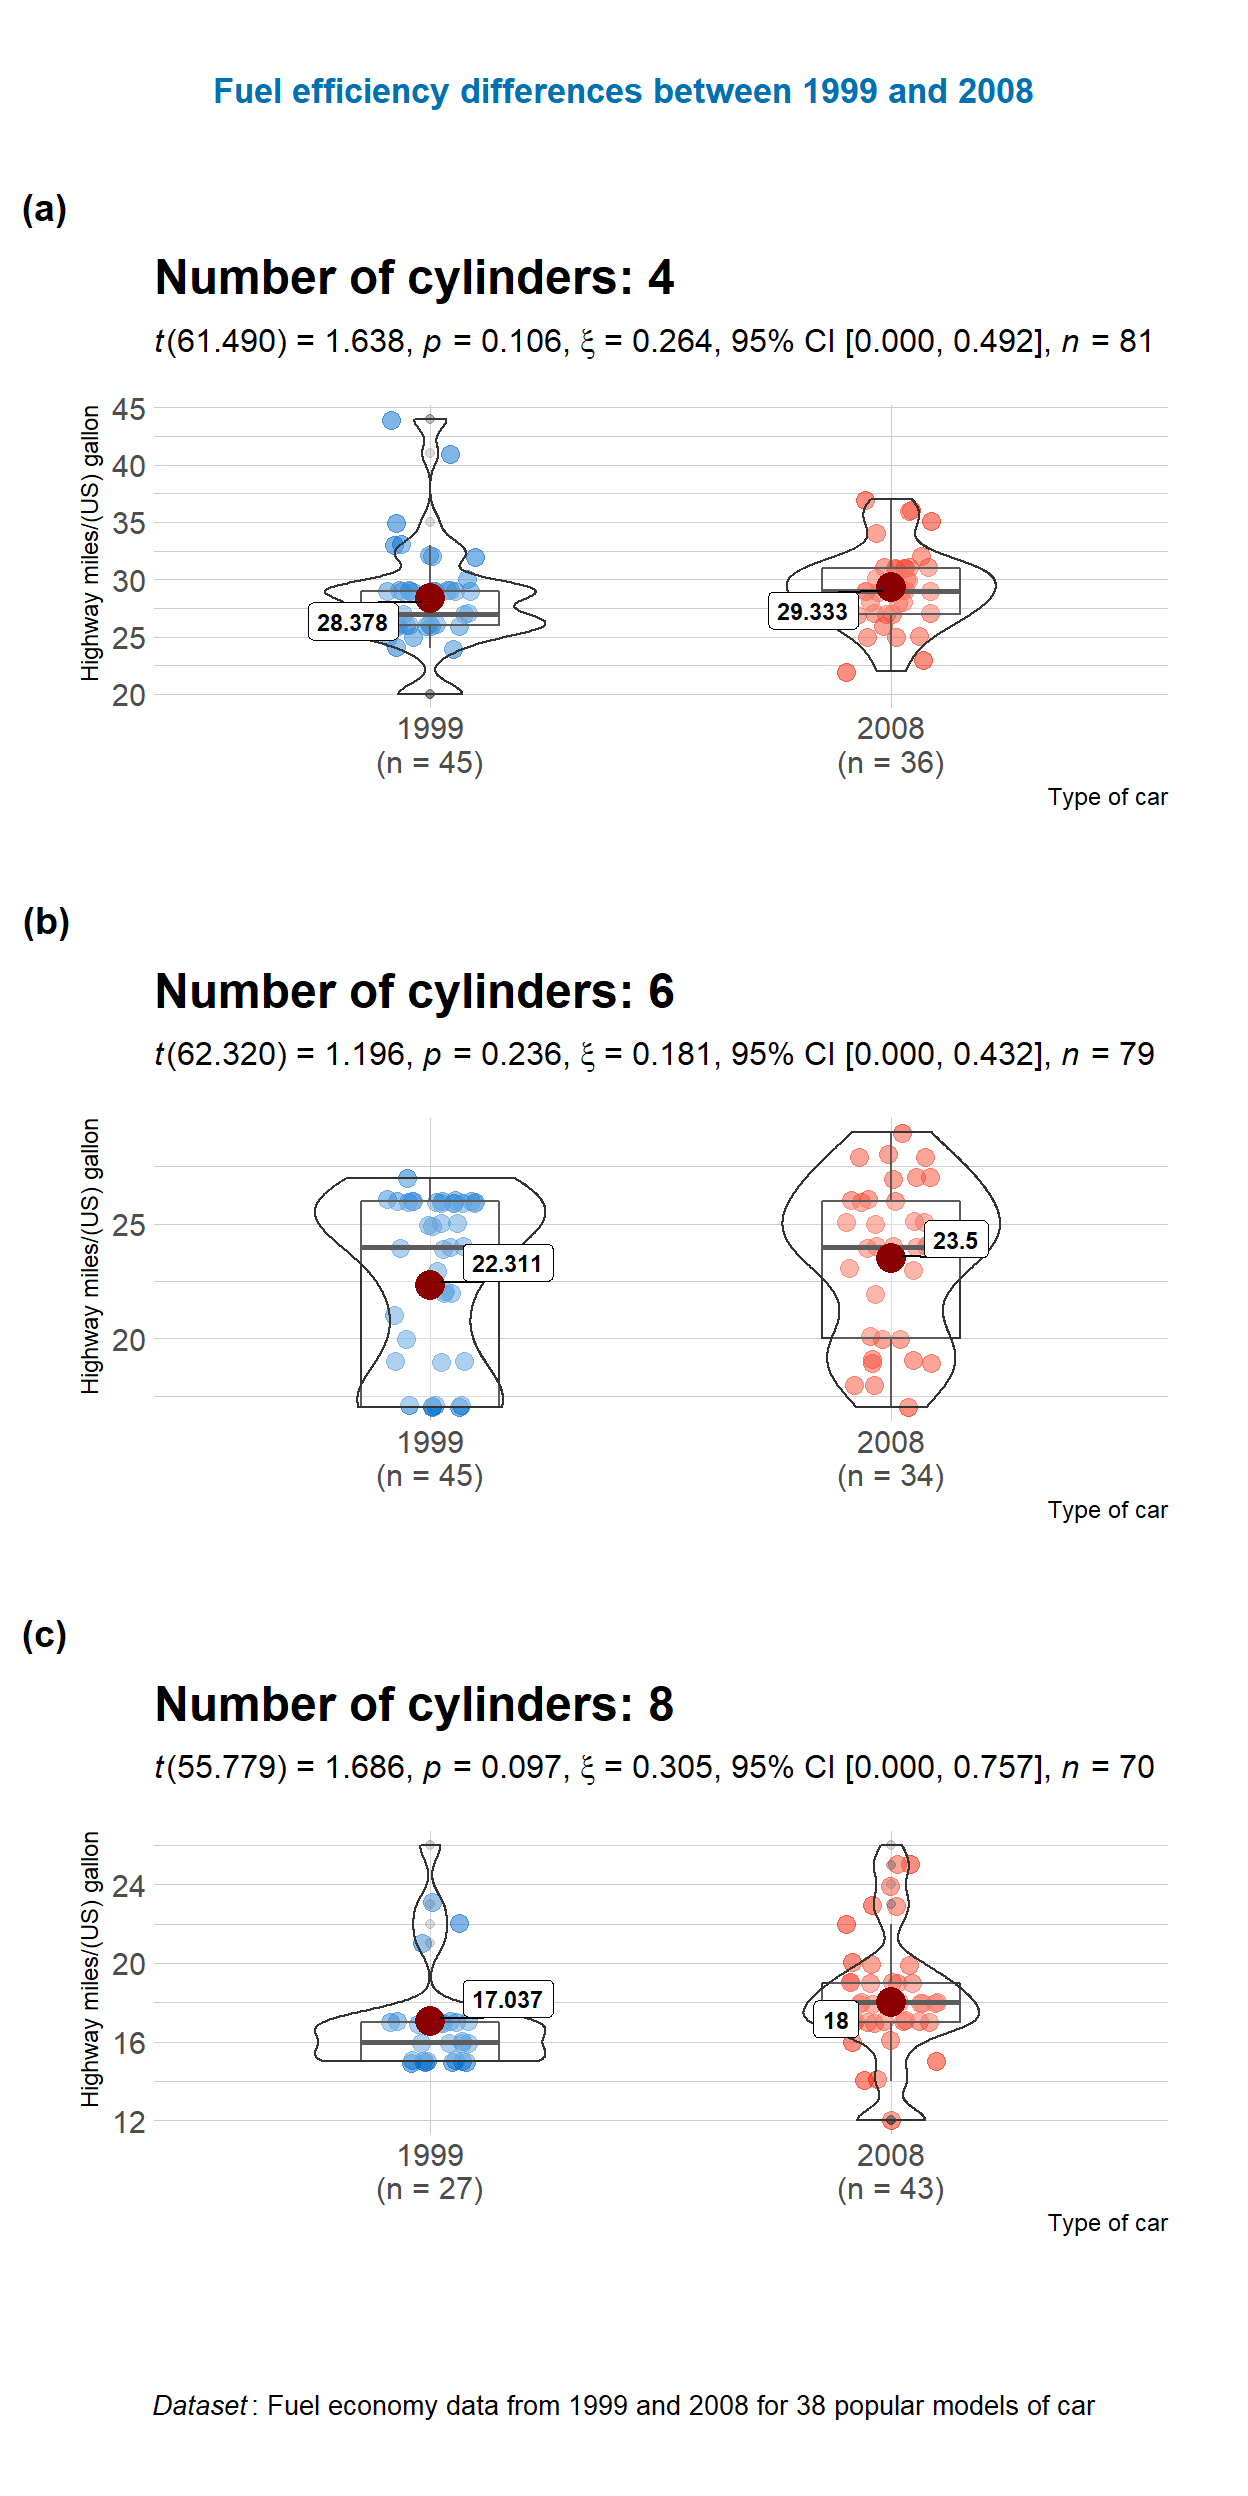 Fuel efficiency differences between 1999 and 2008
(a)
Number of cylinders: 4
t(61.490) = 1.638, p = 0.106, ξ = 0.264, 95% CI [0.000, 0.492], n = 81
Highway miles/(US) gallon
45
40
35
30
25
20
28.378
29.333
1999
(n = 45)
2008
(n = 36)
Type of car
(b)
Number of cylinders: 6
t(62.320) = 1.196, p = 0.236, ξ = 0.181, 95% CI [0.000, 0.432], n = 79
Highway miles/(US) gallon
25
20
22.311
23.5
1999
(n = 45)
2008
(n = 34)
Type of car
(c)
Number of cylinders: 8
t(55.779) = 1.686, p = 0.097, ξ = 0.305, 95% CI [0.000, 0.757], n = 70
Highway miles/(US) gallon
24
20
16
12
17.037
18
1999
(n = 27)
2008
(n = 43)
Type of car
Dataset: Fuel economy data from 1999 and 2008 for 38 popular models of car